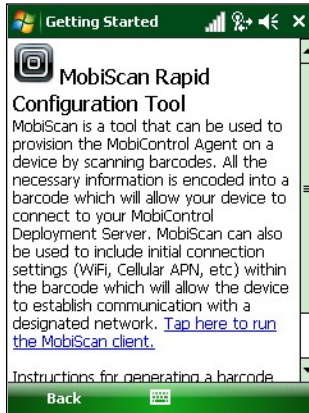 Getting Started
MobiScan Rapid
Configuration Tool
MobiScan is a tool that can be used to
provision the MobiControl Agent on a
device by scanning barcodes. All the
necessary information is encoded into a
barcode which will allow your device to
connect to your MobiControl
Deployment Server. MobiScan can also
be used to include initial connection
settings (WiFi, Cellular APN, etc) within
the barcode which will allow the device
to establish communication with a
designated network. Tap here to run
the MobiScan client.
Instructions for generating a barcode
Back